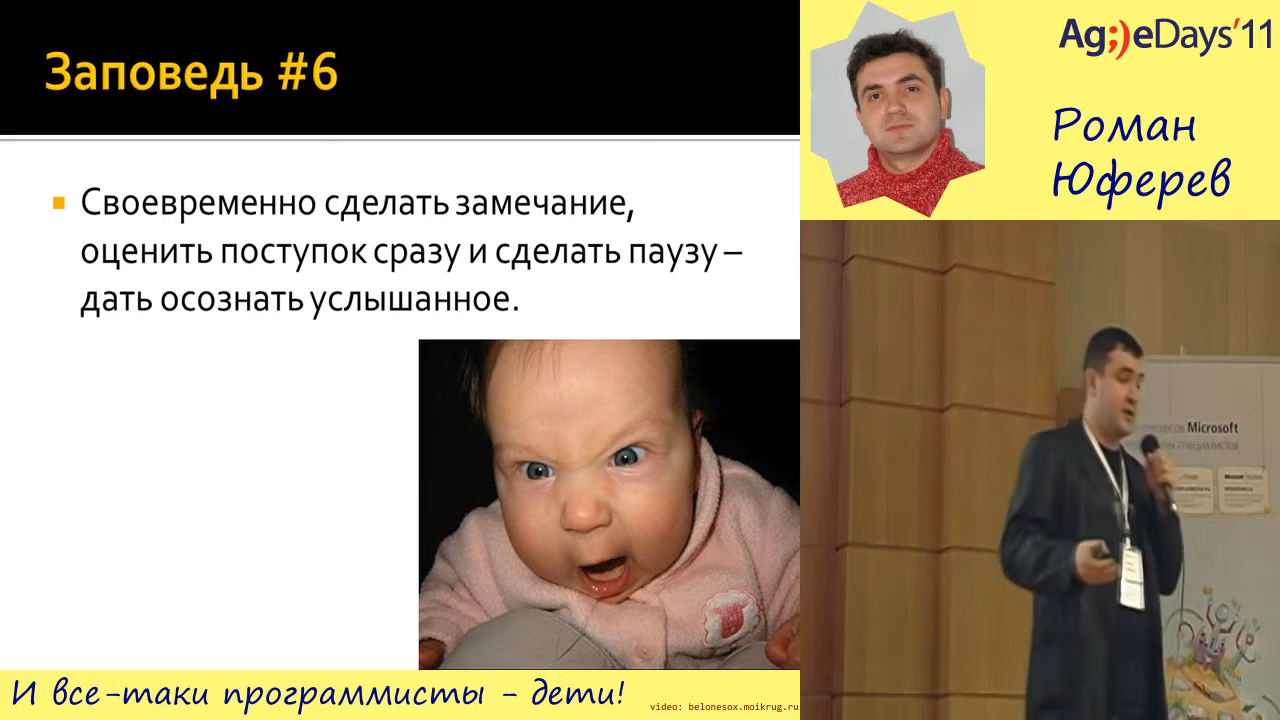 Заповедь #6
Своевременно сделать замечание,
оценить поступок сразу и сделать паузу –
дать осознать услышанное.
И все-таки программисты - дети!
video: belonesox.moikrug.ru
Ag;)eDays'11
Роман
Юферев
Microsoft